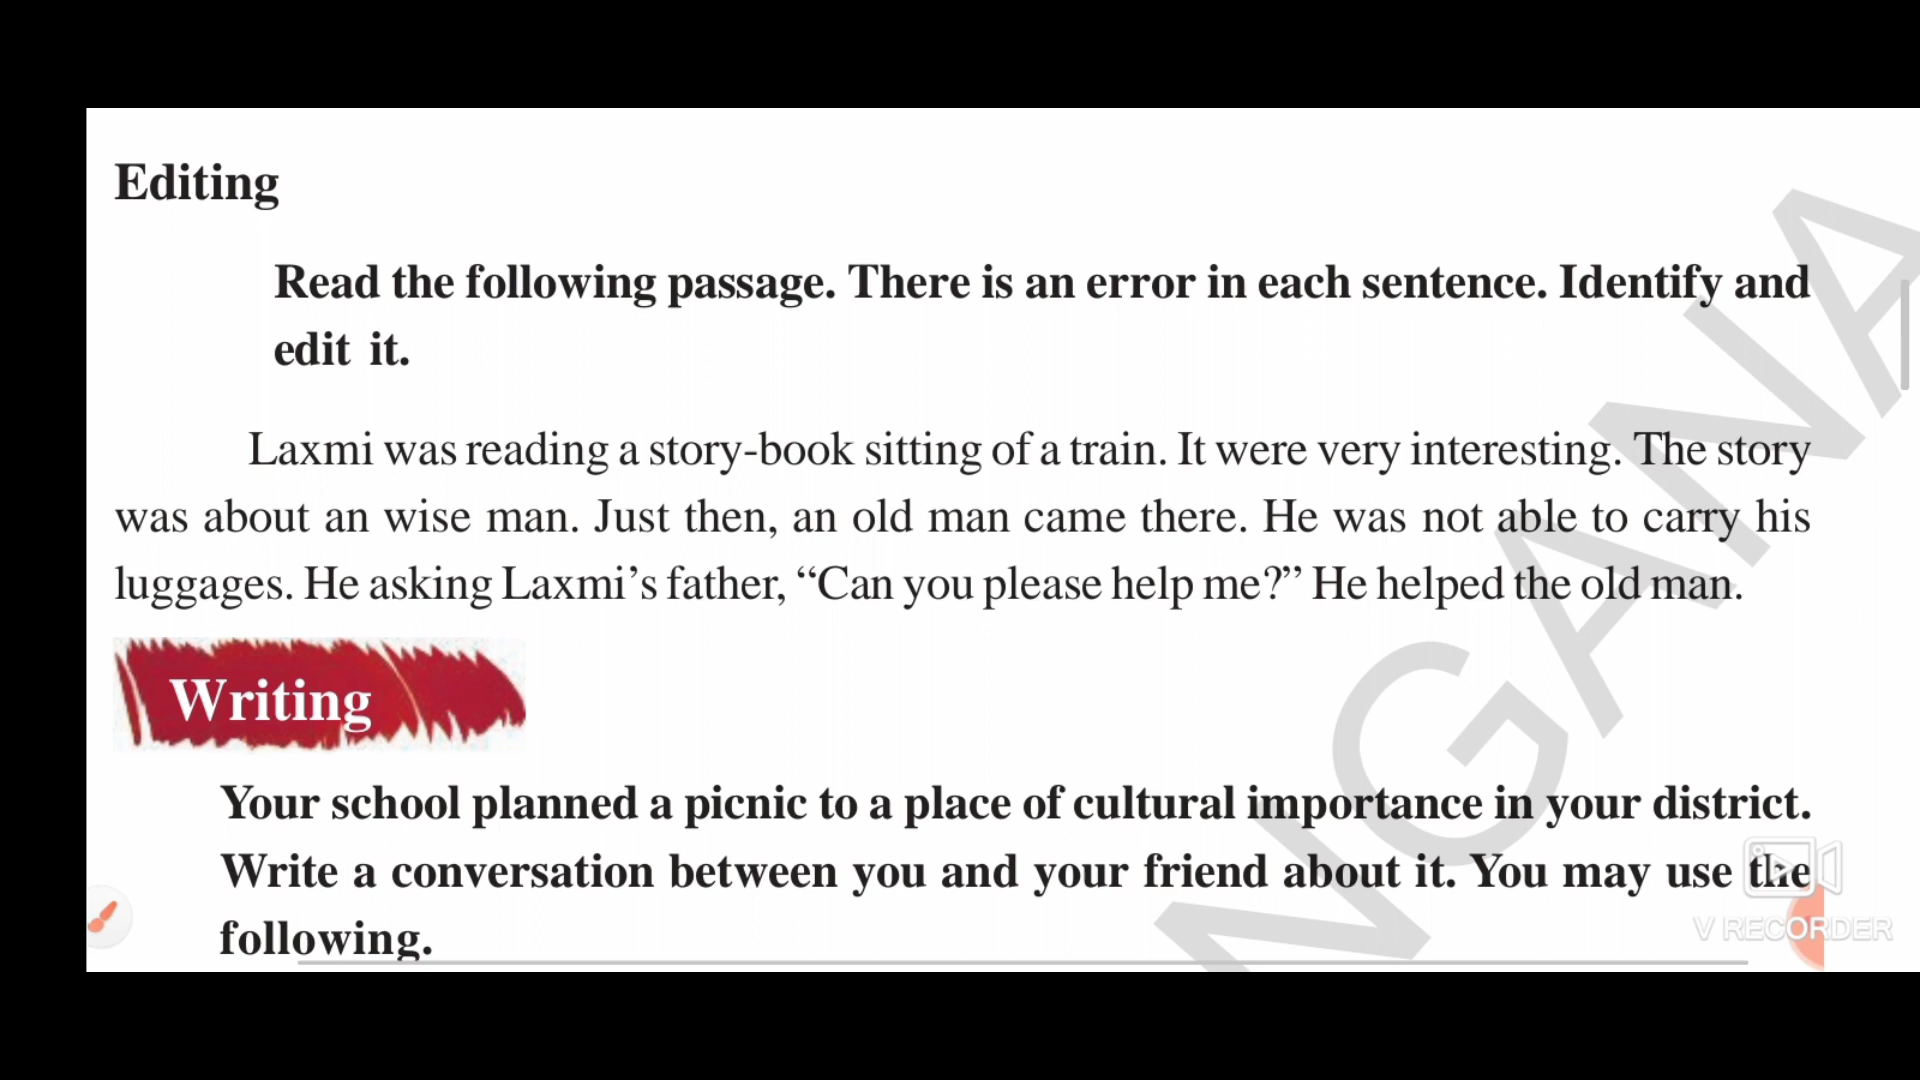 Editing
Read the following passage. There is an error in each sentence. Identify and
edit it.
Laxmi was reading a story-book sitting of a train. It were very interesting. The story
was about an wise man. Just then, an old man came there. He was not able to carry his
luggages. He asking Laxmi’s father, “Can you please help me?” He helped the old man.
Writing
Your school planned a picnic to a place of cultural importance in your district.
Write a conversation between you and your friend about it. You may use the
following.
V RECORDER
NGANA